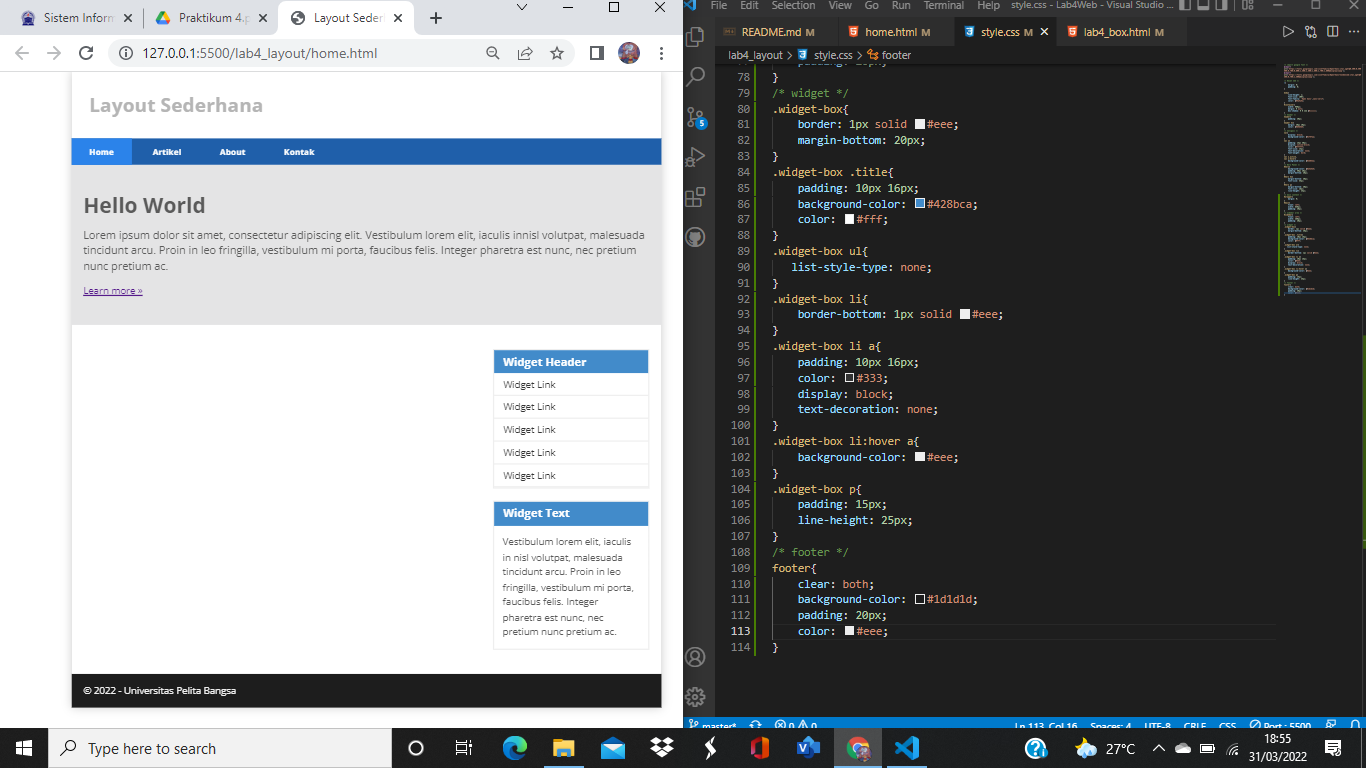 Sistem Inform
Praktikum 4.p
Layout Seder
127.0.0.1:5500/lab4_layout/home.html
Layout Sederhana
Home Artikel About Kontak
Hello World
Lorem ipsum dolor sit amet, consectetur adipiscing elit. Vestibulum lorem elit, iaculis innisl volutpat, malesuada
tincidunt arcu. Proin in leo fringilla, vestibulum mi porta, faucibus felis. Integer pharetra est nunc, nec pretium
nunc pretium ac.
Learn more »
Widget Header
Widget Link
Widget Link
Widget Link
Widget Link
Widget Link
Widget Text
Vestibulum lorem elit, iaculis
in nisl volutpat, malesuada
tincidunt arcu. Proin in leo
fringilla, vestibulum mi porta,
faucibus felis. Integer
pharetra est nunc, nec
pretium nunc pretium ac.
© 2022 - Universitas Pelita Bangsa
File Edit Selection View Go Run Terminal Help style.css - Lab4Web - Visual Studio ...
README.md M home.html M style.css M lab4_box.html M
lab4_layout > style.css > footer
5
78 }
79 /* widget */
80 .widget-box{
81 border: 1px solid #eee;
82 margin-bottom: 20px;
83 }
84 .widget-box .title{
85 padding: 10px 16px;
86 background-color: #428bca;
87 color: #fff;
88 }
89 .widget-box ul{
90 list-style-type: none;
91 }
92 .widget-box li{
93 border-bottom: 1px solid #eee;
94 }
95 .widget-box li a{
96 padding: 10px 16px;
97 color: #333;
98 display: block;
99 text-decoration: none;
100 }
101 .widget-box li:hover a{
102 background-color: #eee;
103 }
104 .widget-box p{
105 padding: 15px;
106 line-height: 25px;
107 }
108 /* footer */
109 footer{
110 clear: both;
111 background-color: #1d1d1d;
112 padding: 20px;
113 color: #eee;
114 }
master* 0 0 Ln 113, Col 16 Spaces: 4 UTF-8 CRLF CSS Port : 5500
Type here to search
27°C
18:55
31/03/2022